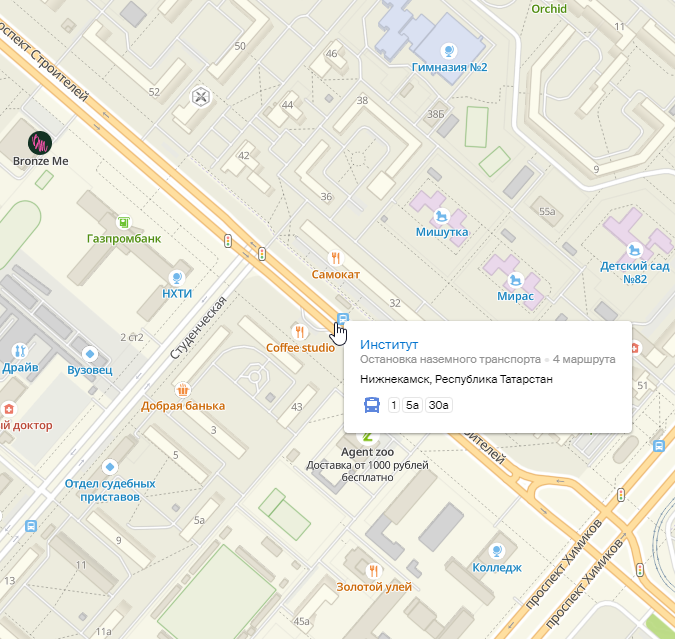 Orchid
11
проспект Строителей
50
46
Гимназия №2
52
44
38
38Б
Bronze Me
42
9
36
55а
Газпромбанк
Мишутка
Самокат
Детский сад
№82
НХТИ
Мирас
32
Студенческая
2 ст2
Coffee studio
Институт
Остановка наземного транспорта • 4 маршрута
Нижнекамск, Республика Татарстан
1 5а 30а
Драйв
Вузовец
51
Добрая банька
43
ый доктор
3
5
роителей
Agent zoo
Доставка от 1000 рублей
бесплатно
Отдел судебных
приставов
5а
9
11
Колледж
проспект Химиков
проспект Химиков
13
Золотой улей
11а
45а